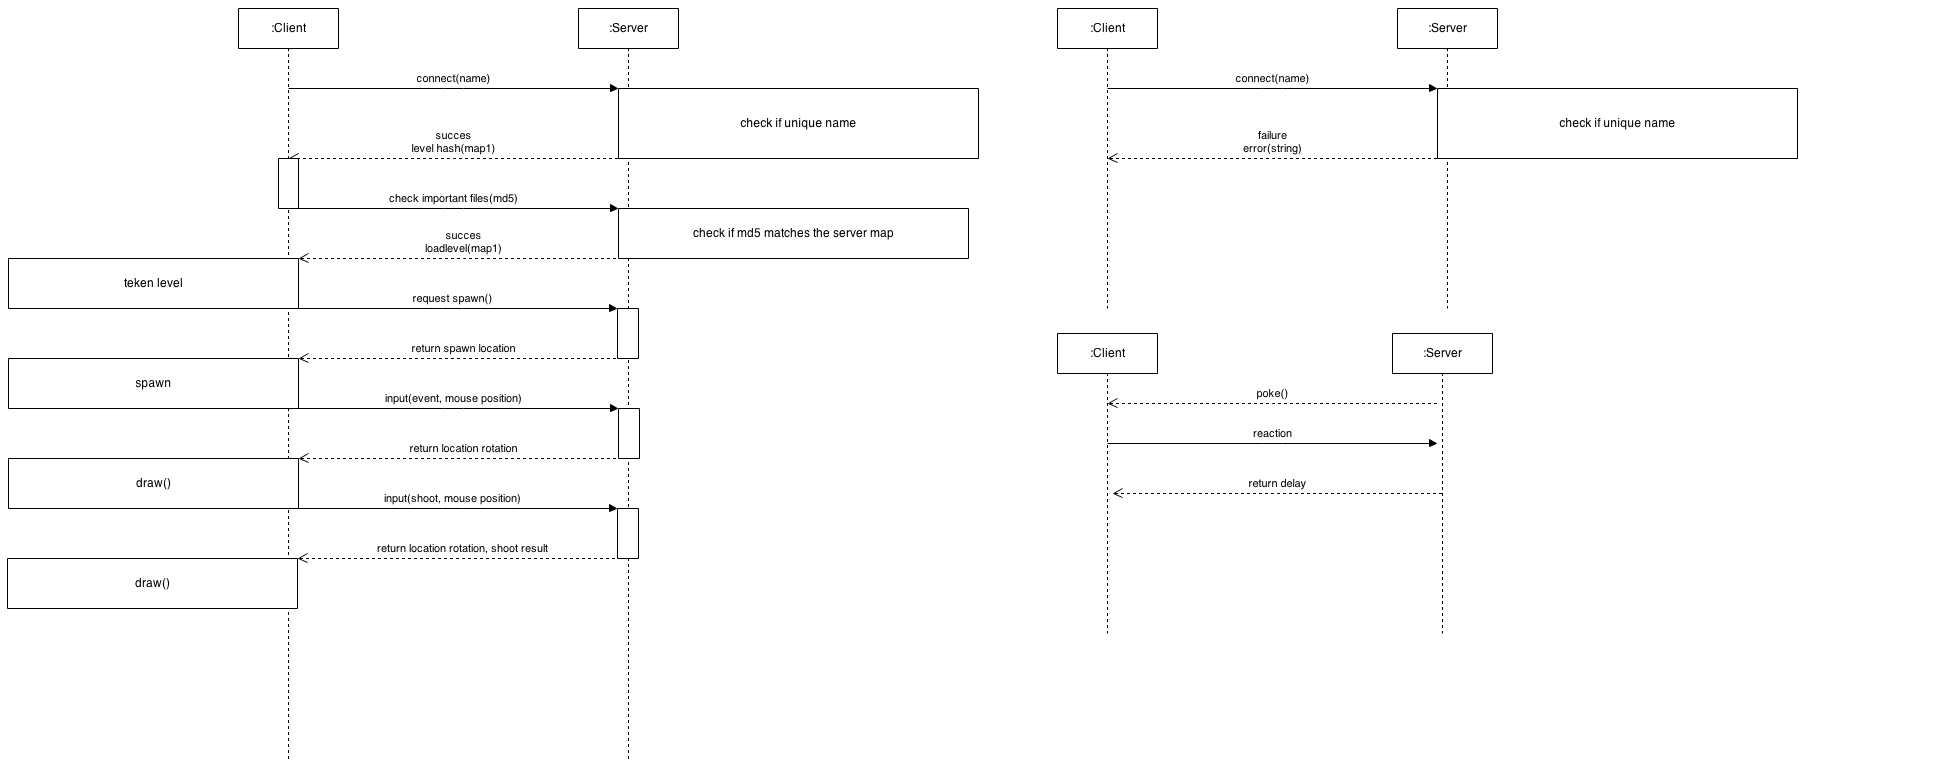 :Client
:Server
connect(name)
check if unique name
succes
level hash(map1)
check important files(md5)
check if md5 matches the server map
succes
loadlevel(map1)
teken level
request spawn()
return spawn location
spawn
input(event, mouse position)
return location rotation
draw()
input(shoot, mouse position)
return location rotation, shoot result
draw()
:Client
:Server
connect(name)
check if unique name
failure
error(string)
:Client
:Server
poke()
reaction
return delay